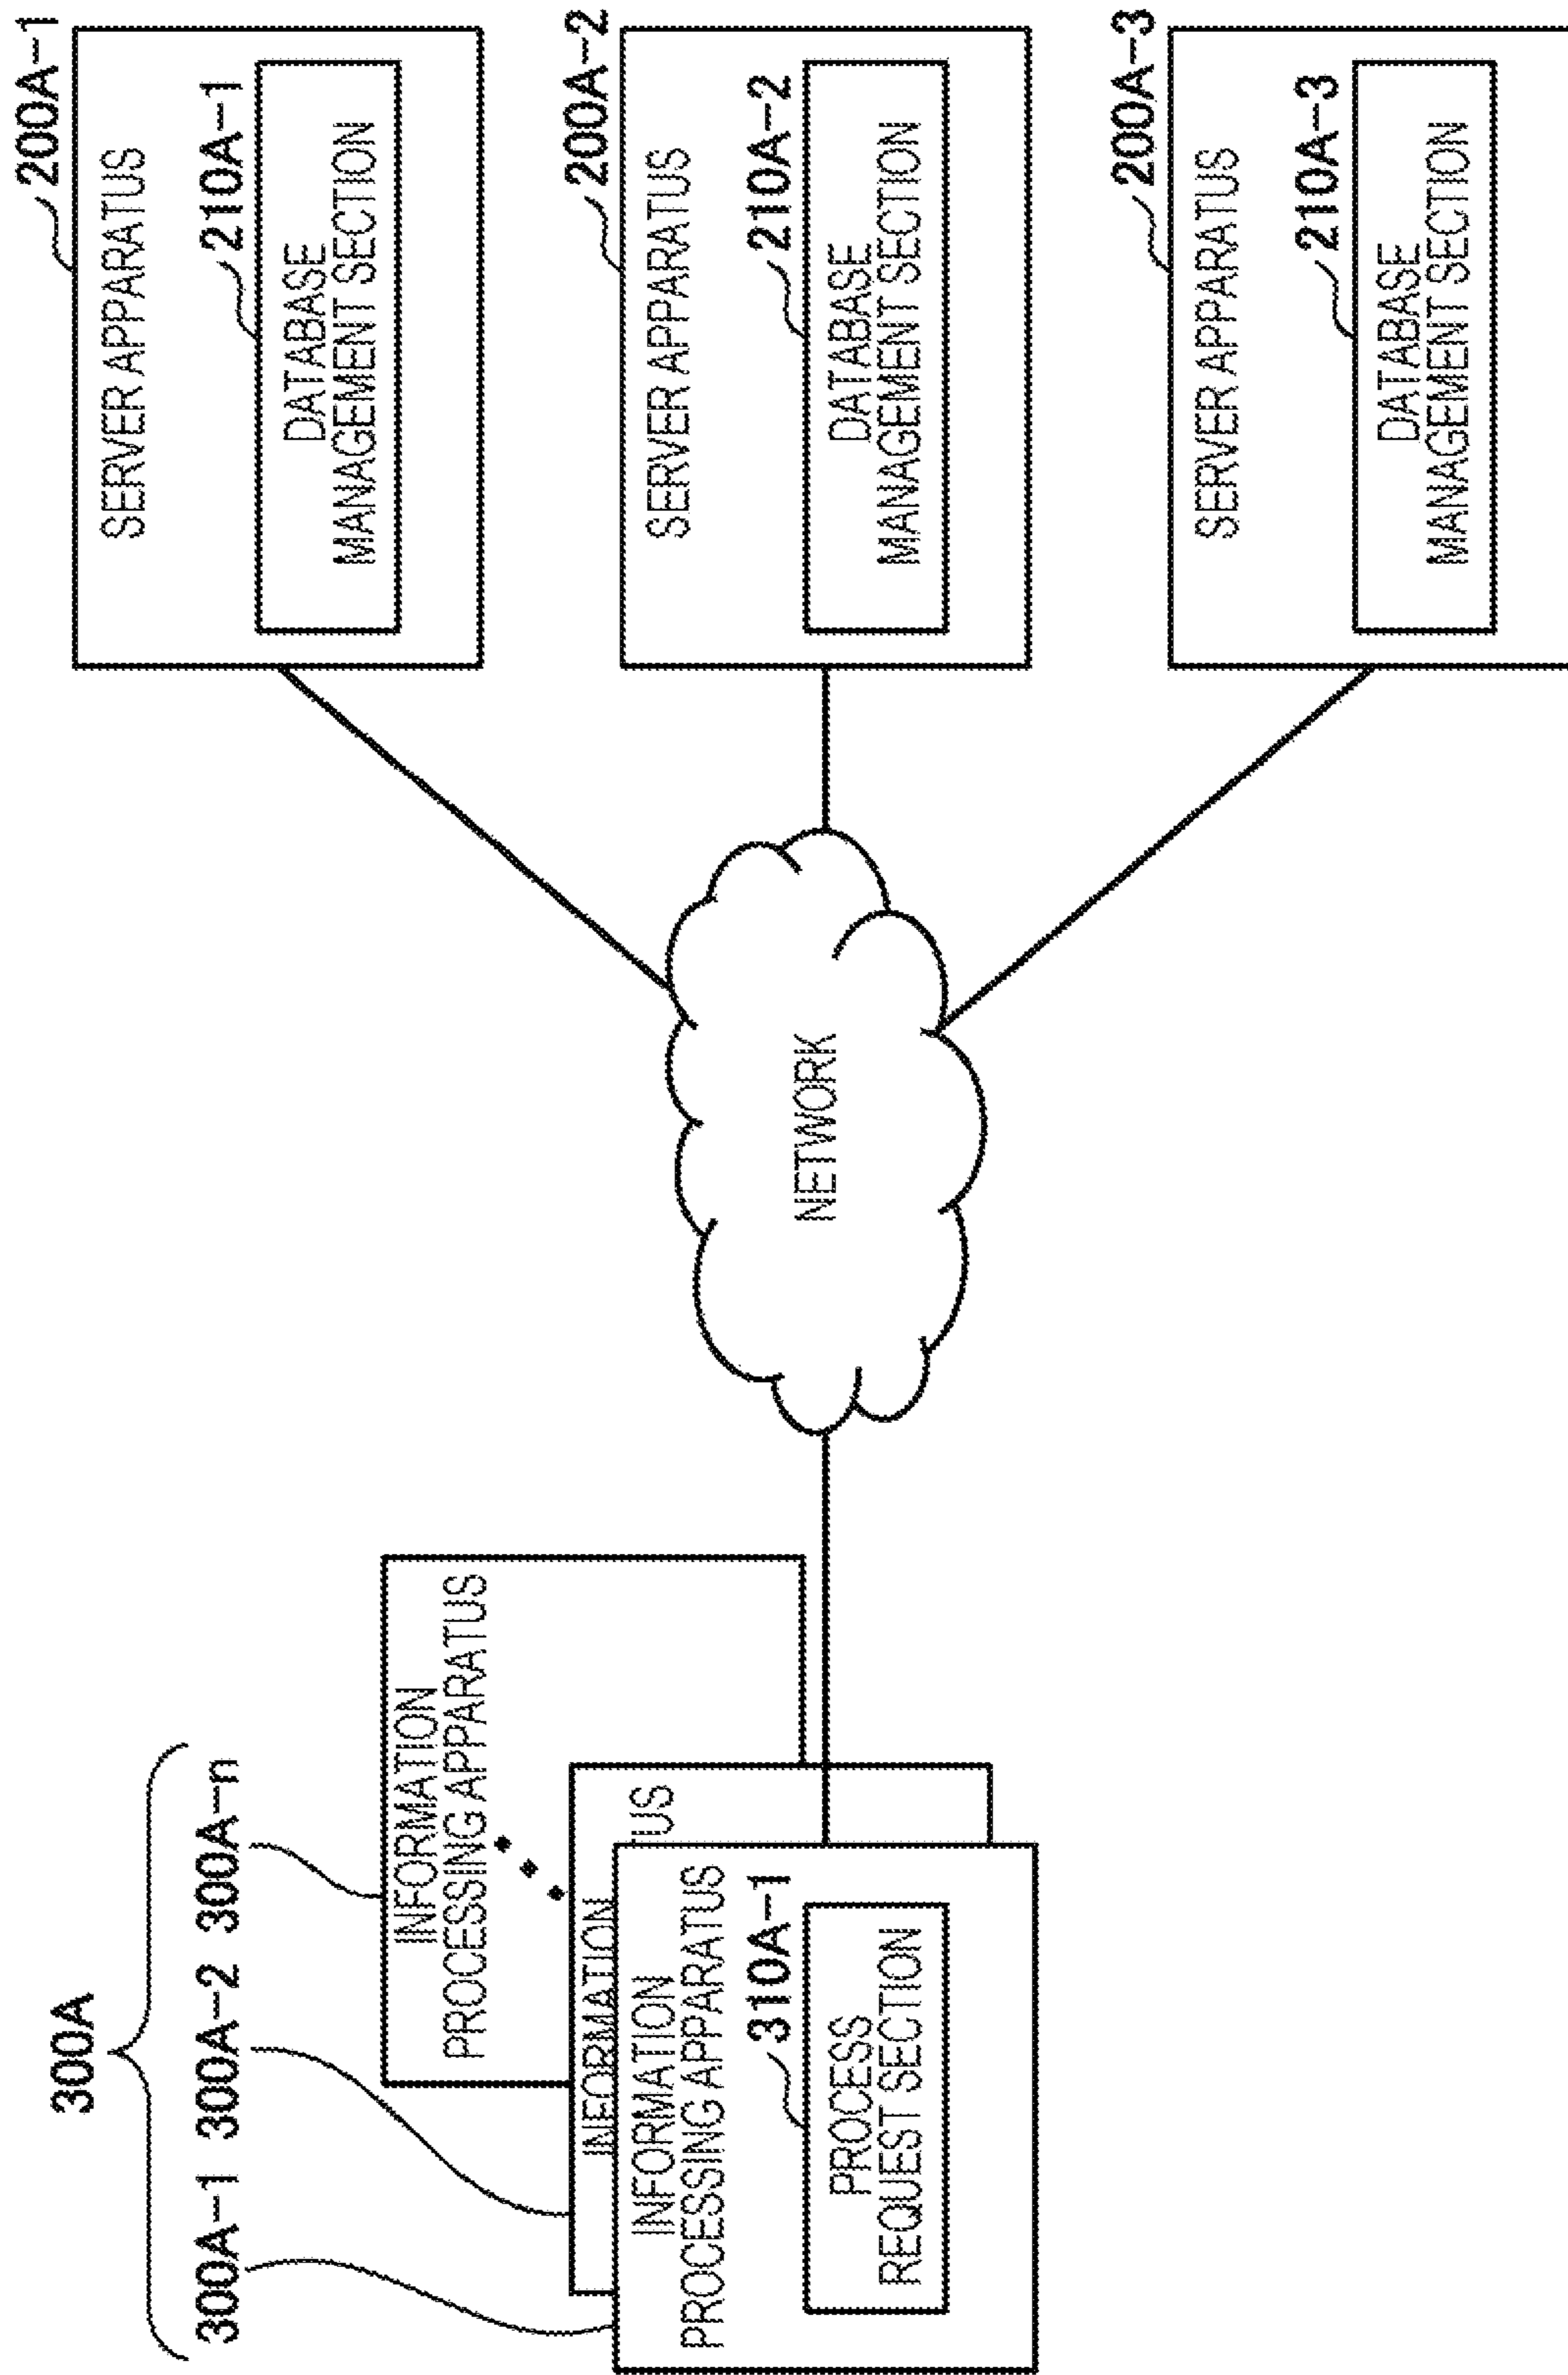 300A
300A-1 300A-2 300A-n
INFORMATION
PROCESSING APPARATUS
INFORMATION
TUS
INFORMATION
PROCESSING APPARATUS
310A-1
PROCESS
REQUEST SECTION
NETWORK
200A-1
SERVER APPARATUS
210A-1
DATABASE
MANAGEMENT SECTION
200A-2
SERVER APPARATUS
210A-2
DATABASE
MANAGEMENT SECTION
200A-3
SERVER APPARATUS
210A-3
DATABASE
MANAGEMENT SECTION